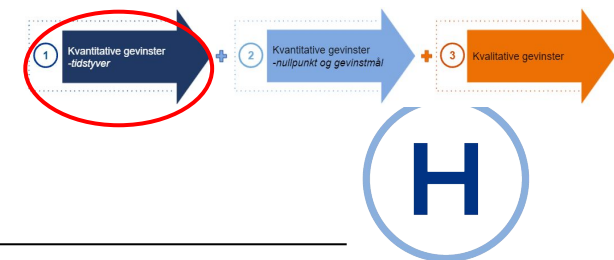 1
Kvantitative gevinster
-tidstyver
2
Kvantitative gevinster
-nullpunkt og gevinstmål
3
Kvalitative gevinster
H